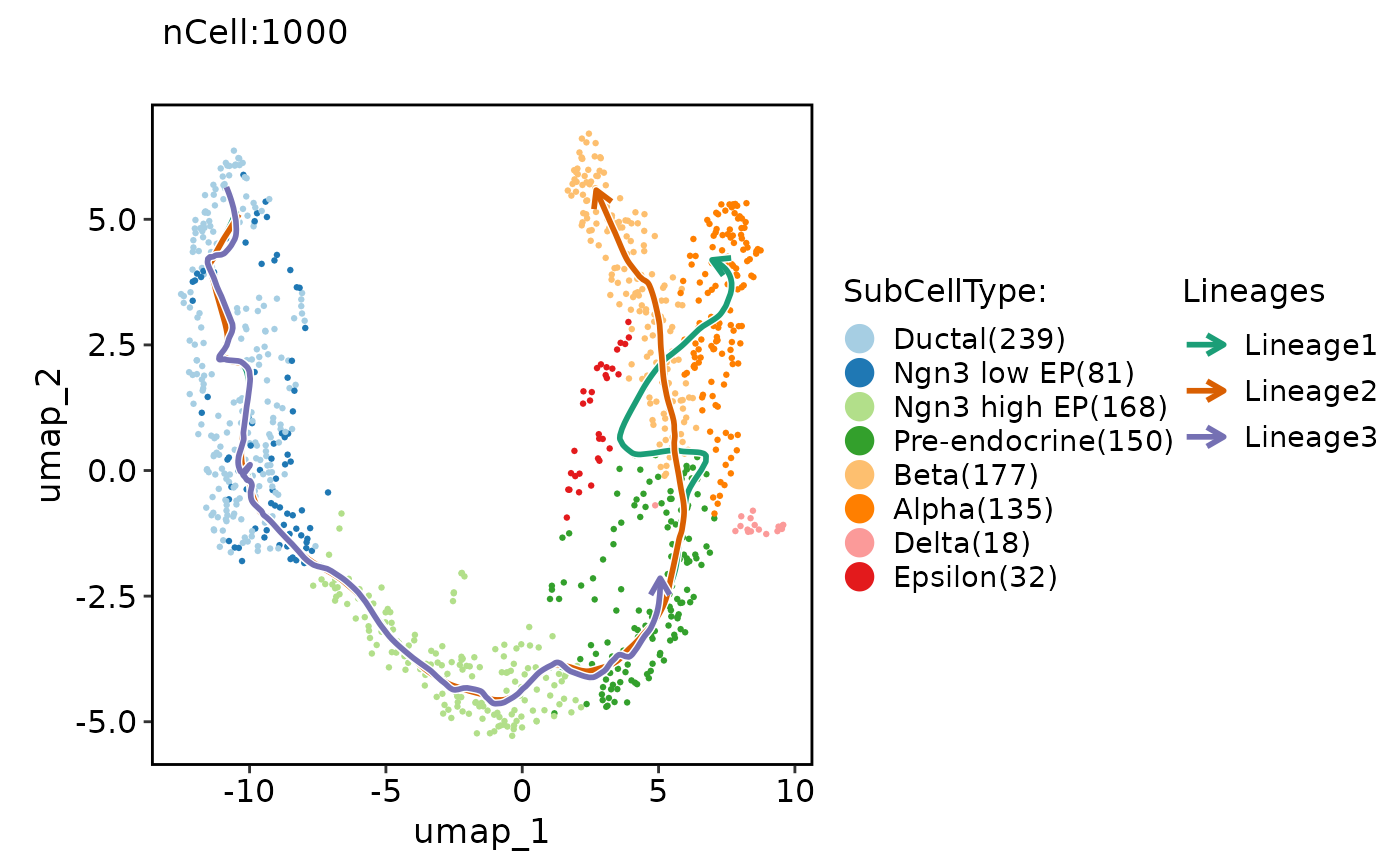 nCell:1000
umap_2
5.0
2.5
0.0
-2.5
-5.0
-10
-5
0
5
10
umap_1
SubCellType:
Ductal(239)
Ngn3 low EP(81)
Ngn3 high EP(168)
Pre-endocrine(150)
Beta(177)
Alpha(135)
Delta(18)
Epsilon(32)
Lineages
Lineage1
Lineage2
Lineage3